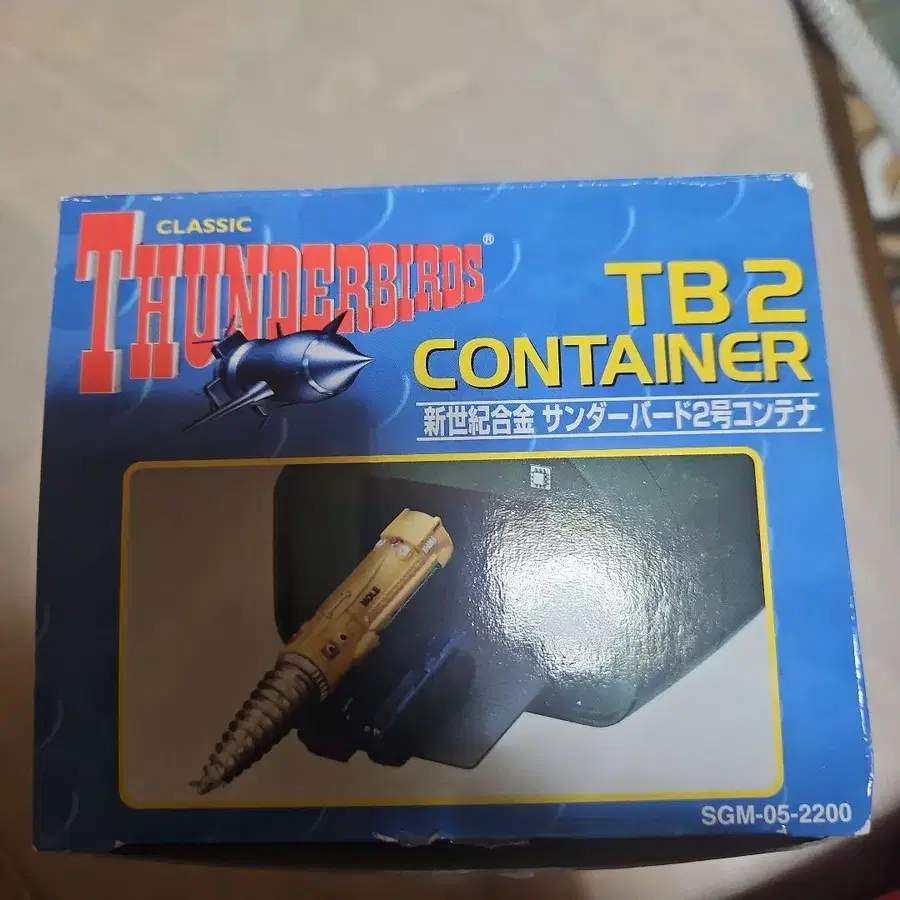 CLASSIC
THUNDERBIRDS®
TB2
CONTAINER
新世紀合金 サンダーバード2号コンテナ
MOLE
SGM-05-2200